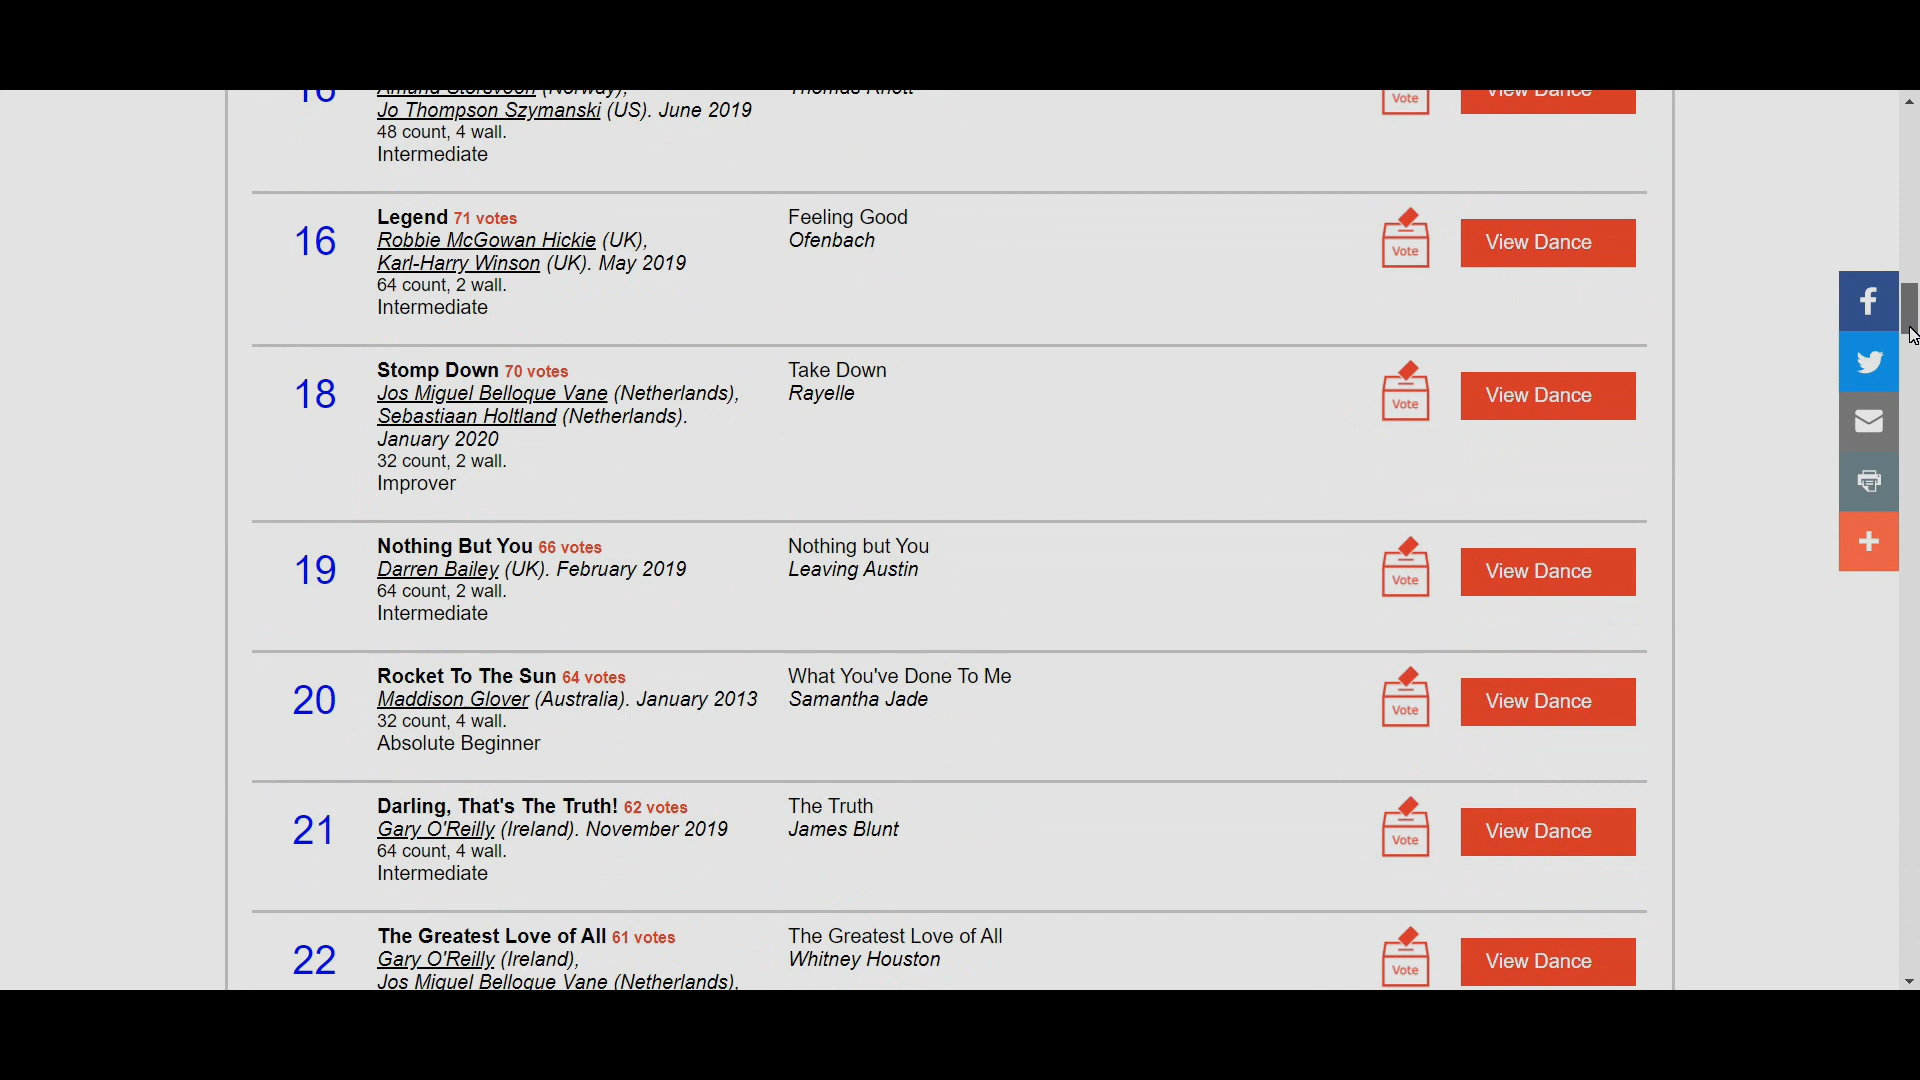 16
Jo Thompson Szymanski (US). June 2019
48 count, 4 wall.
Intermediate
Vote
View Dance
16
Legend 71 votes
Robbie McGowan Hickie (UK),
Karl-Harry Winson (UK). May 2019
64 count, 2 wall.
Intermediate
Feeling Good
Ofenbach
Vote
View Dance
18
Stomp Down 70 votes
Jos Miguel Belloque Vane (Netherlands),
Sebastiaan Holtland (Netherlands).
January 2020
32 count, 2 wall.
Improver
Take Down
Rayelle
Vote
View Dance
19
Nothing But You 66 votes
Darren Bailey (UK). February 2019
64 count, 2 wall.
Intermediate
Nothing but You
Leaving Austin
Vote
View Dance
20
Rocket To The Sun 64 votes
Maddison Glover (Australia). January 2013
32 count, 4 wall.
Absolute Beginner
What You've Done To Me
Samantha Jade
Vote
View Dance
21
Darling, That's The Truth! 62 votes
Gary O'Reilly (Ireland). November 2019
64 count, 4 wall.
Intermediate
The Truth
James Blunt
Vote
View Dance
22
The Greatest Love of All 61 votes
Gary O'Reilly (Ireland),
Jos Miguel Belloque Vane (Netherlands),
The Greatest Love of All
Whitney Houston
Vote
View Dance